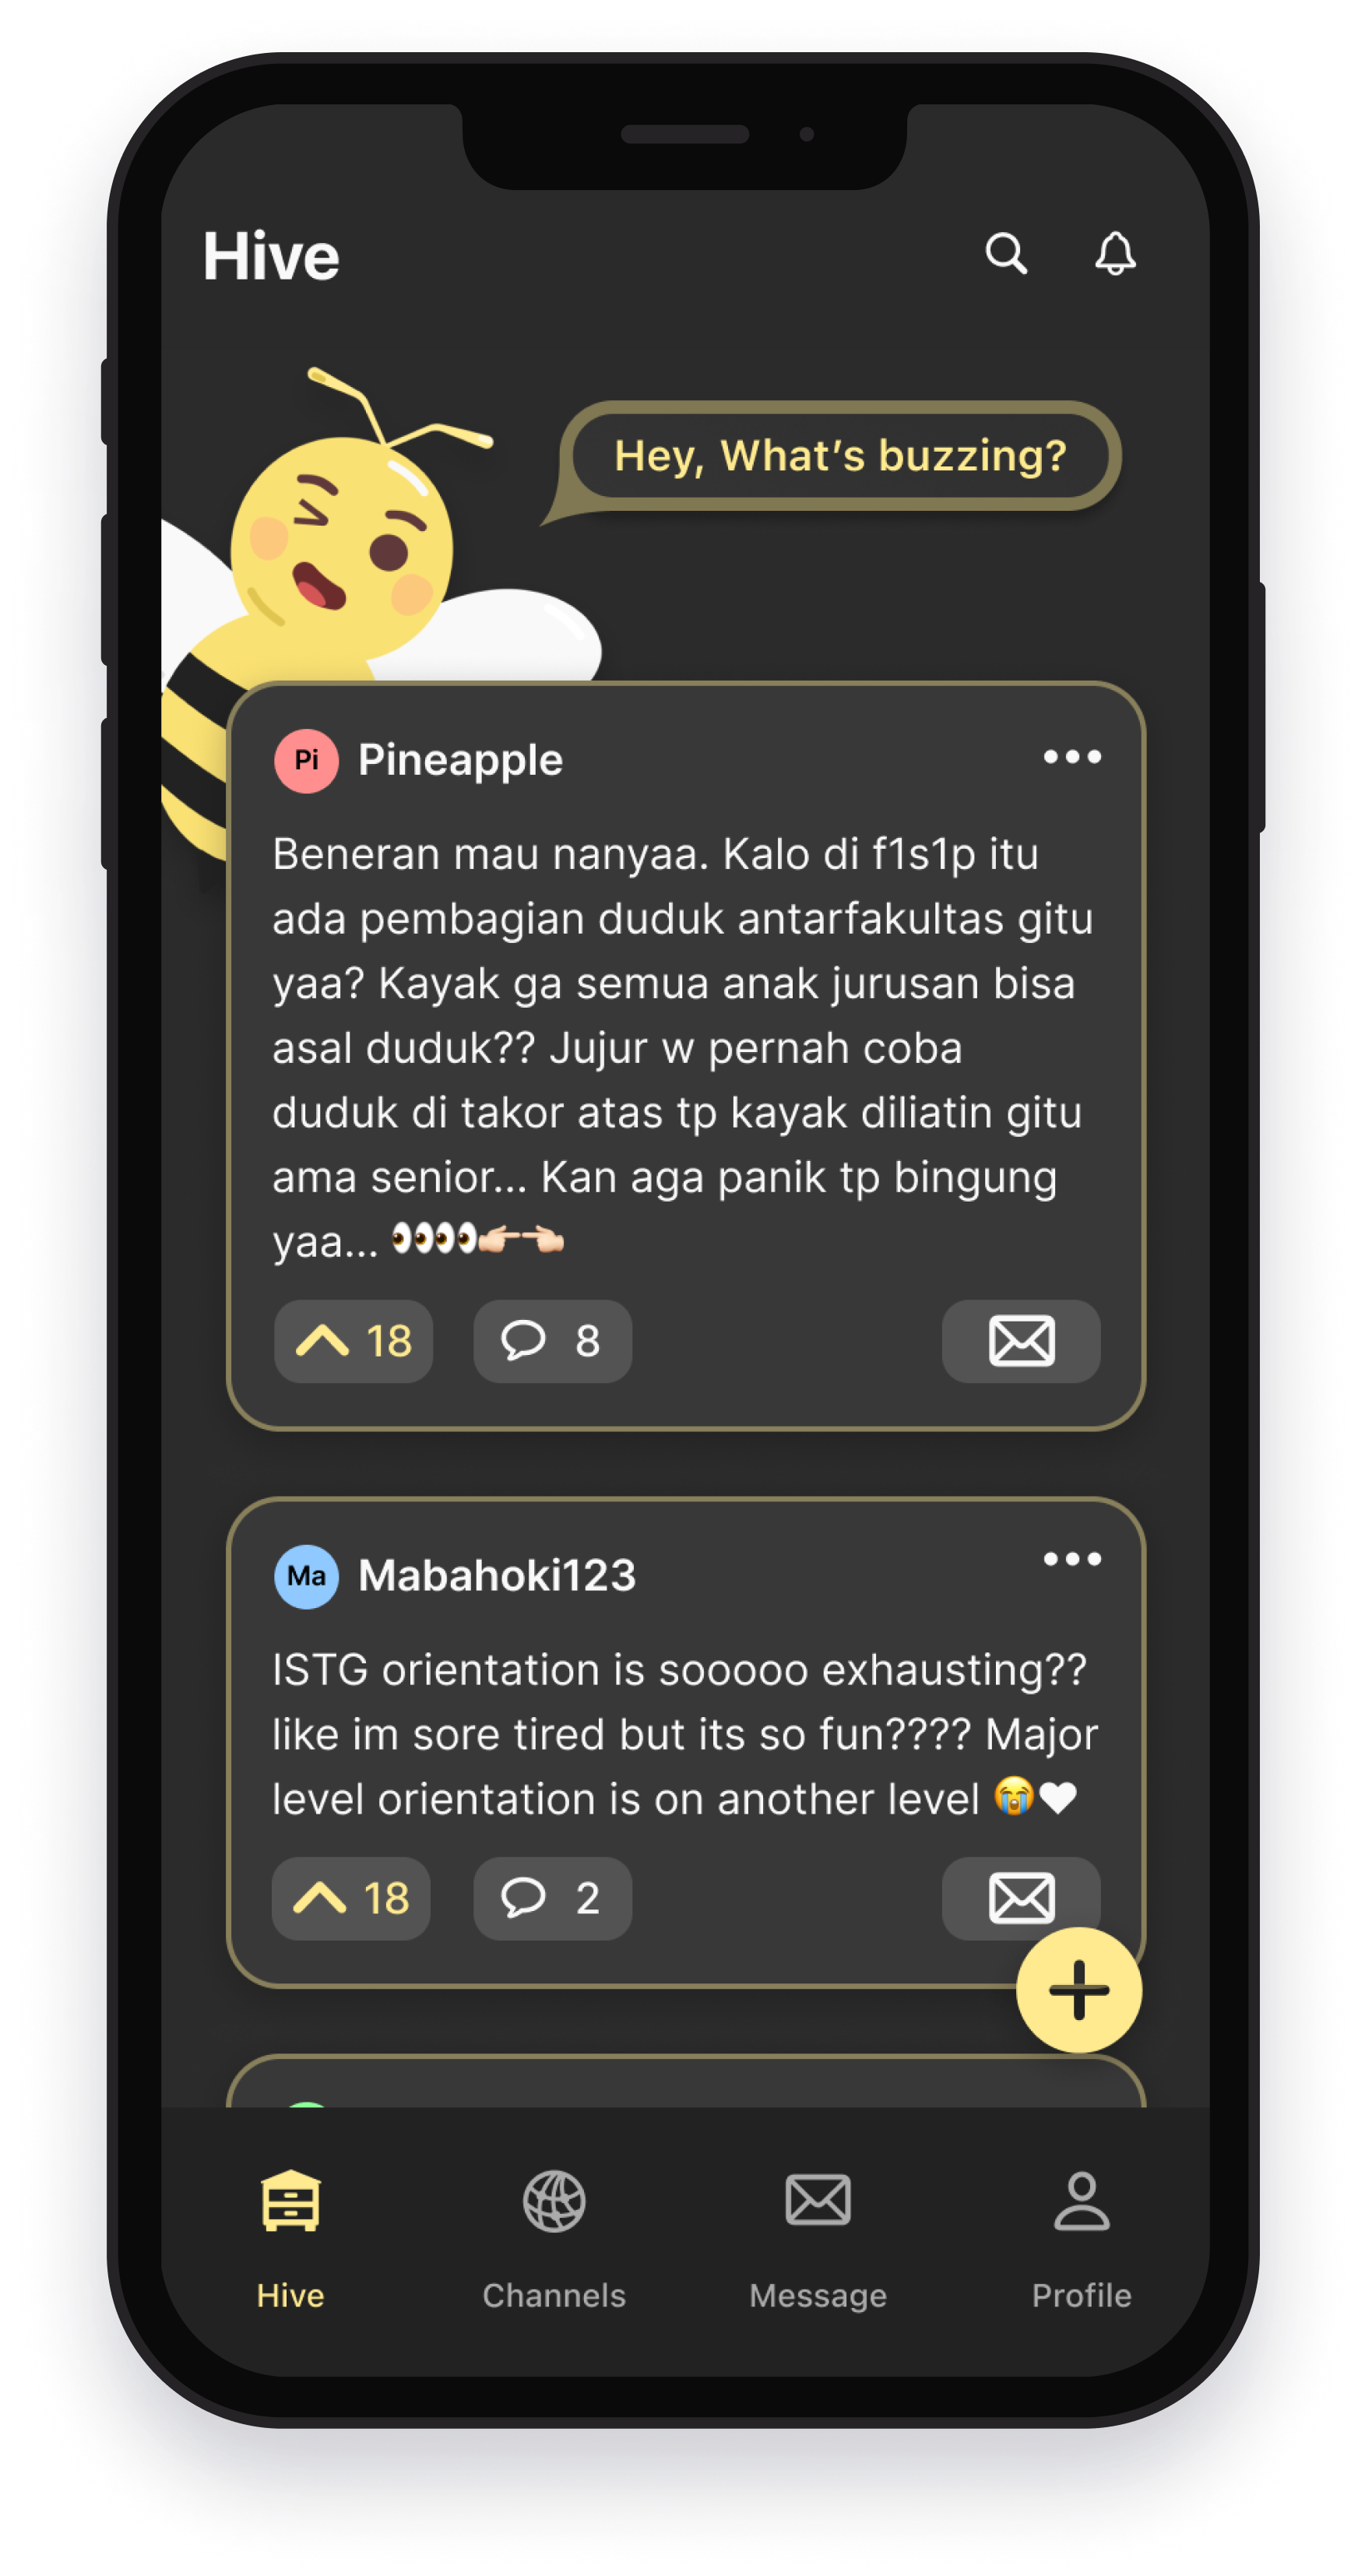 Hive
Hey, What's buzzing?
Pi Pineapple
Beneran mau nanyaa. Kalo di f1s1p itu
ada pembagian duduk antarfakultas gitu
yaa? Kayak ga semua anak jurusan bisa
asal duduk?? Jujur w pernah coba
duduk di takor atas tp kayak diliatin gitu
ama senior... Kan aga panik tp bingung
yaa... 👀👀👉🏻👈🏻
18 8
Ma Mabahoki123
ISTG orientation is sooooo exhausting??
like im sore tired but its so fun???? Major
level orientation is on another level 😭🤍
18 2
Hive Channels Message Profile